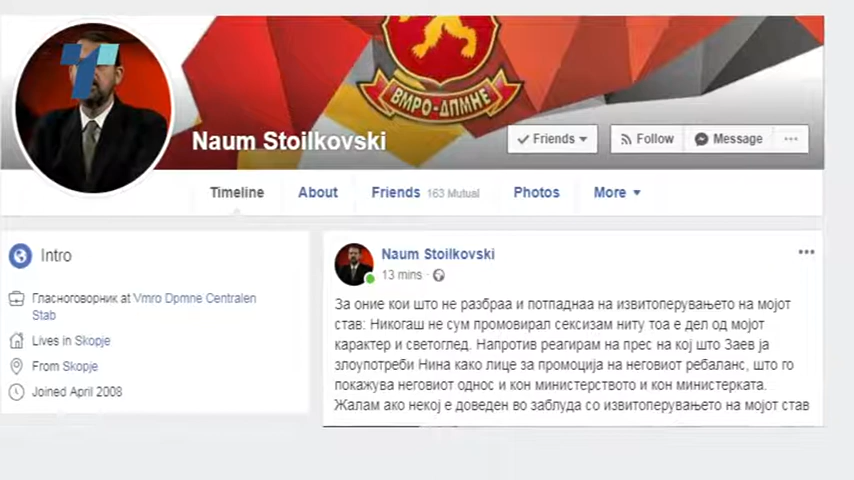 ВМРО-ДПМНЕ
Naum Stoilkovski
Friends
Follow
Message
Timeline
About
Friends 163 Mutual
Photos
More
Intro
Гласноговорник at Vmro Dpmne Centralen
Stab
Lives in Skopje
From Skopje
Joined April 2008
Naum Stoilkovski
13 mins ·
За оние кои што не разбраа и потпаднаа на извитоперувањето на мојот
став: Никогаш не сум промовирал сексизам ниту тоа е дел од мојот
карактер и светоглед. Напротив реагирам на прес на кој што Заев ја
злоупотреби Нина како лице за промоција на неговиот ребаланс, што го
покажува неговиот однос и кон министерството и кон министерката.
Жалам ако некој е доведен во заблуда со извитоперувањето на мојот став